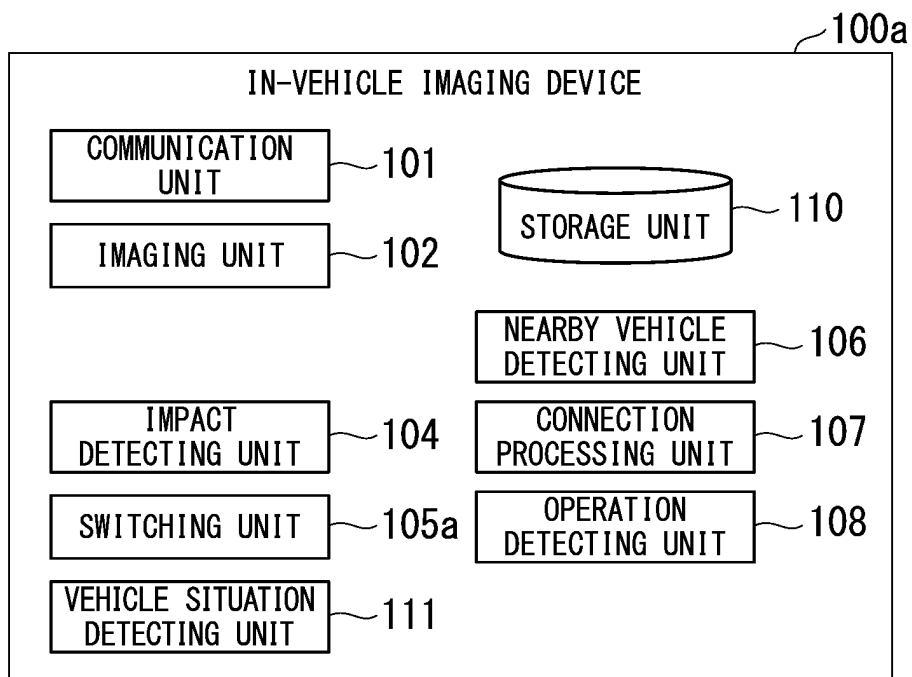 100a
IN-VEHICLE IMAGING DEVICE
COMMUNICATION
UNIT
101
IMAGING UNIT
102
STORAGE UNIT
110
NEARBY VEHICLE
DETECTING UNIT
106
IMPACT
DETECTING UNIT
104
CONNECTION
PROCESSING UNIT
107
SWITCHING UNIT
105a
OPERATION
DETECTING UNIT
108
VEHICLE SITUATION
DETECTING UNIT
111